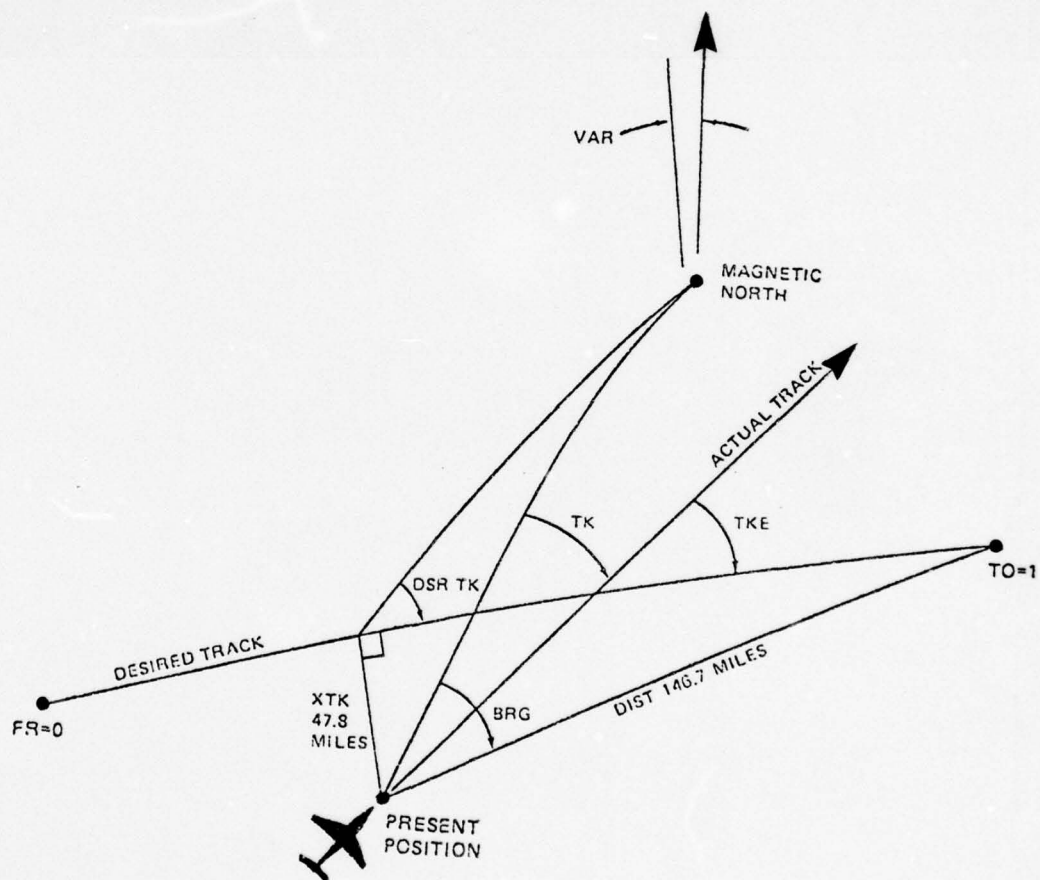 VAR
MAGNETIC
NORTH
ACTUAL TRACK
TK
TKE
TO=1
DSR TK
DESIRED TRACK
FR=0
XTK
47.8
MILES
BRG
DIST 146.7 MILES
PRESENT
POSITION